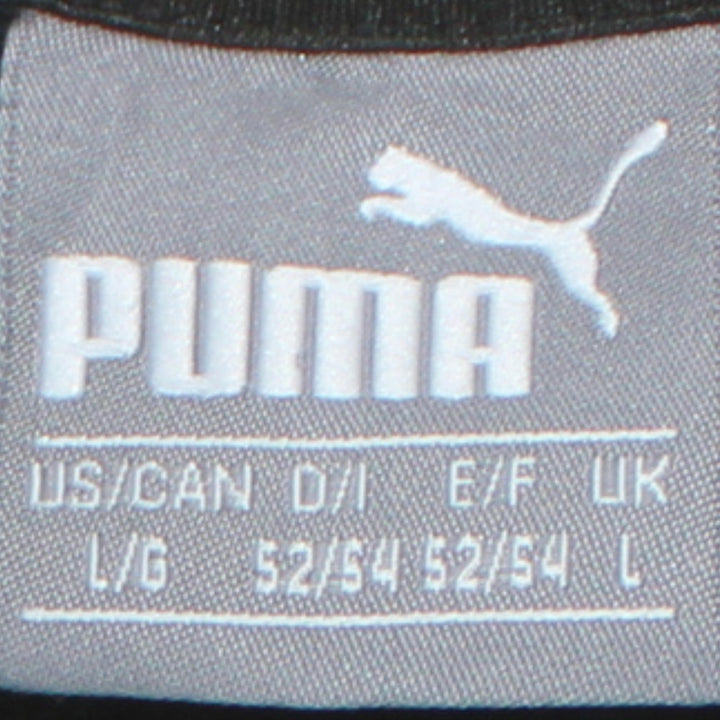 PUMA
US/CAN D/I E/F UK
L/G 52/54 52/54 L